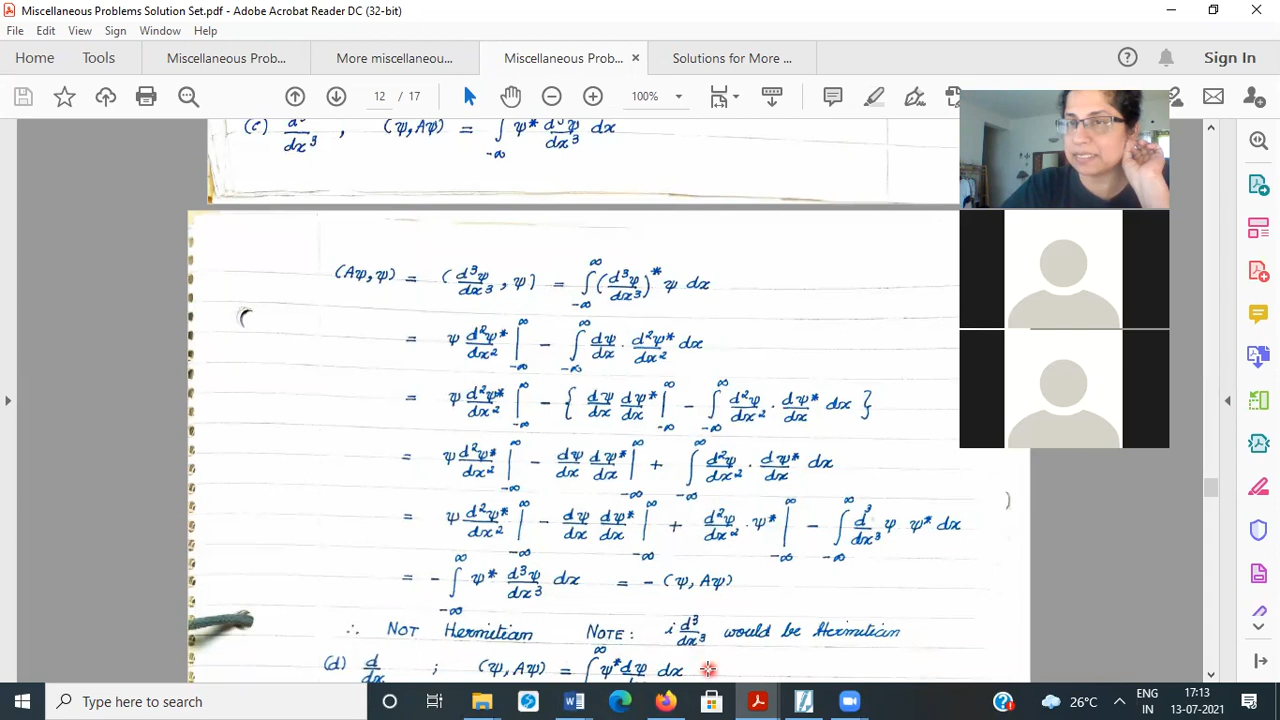 Miscellaneous Problems Solution Set.pdf - Adobe Acrobat Reader DC (32-bit)
File Edit View Sign Window Help
Home Tools Miscellaneous Prob... More miscellaneou... Miscellaneous Prob... × Solutions for More ... Sign In
12 / 17 100%
(c) d³/dx³ , (ψ,Aψ) = ∫_{-∞} ψ* d³ψ/dx³ dx
(Aψ,ψ) = (d³ψ/dx³ , ψ) = ∫_{-∞}^{∞} (d³ψ/dx³)* ψ dx
= ψ d²ψ*/dx² |_{-∞}^{∞} - ∫_{-∞}^{∞} dψ/dx · d²ψ*/dx² dx
= ψ d²ψ*/dx² |_{-∞}^{∞} - { dψ/dx dψ*/dx |_{-∞}^{∞} - ∫_{-∞}^{∞} d²ψ/dx² · dψ*/dx dx }
= ψ d²ψ*/dx² |_{-∞}^{∞} - dψ/dx dψ*/dx |_{-∞}^{∞} + ∫_{-∞}^{∞} d²ψ/dx² · dψ*/dx dx
= ψ d²ψ*/dx² |_{-∞}^{∞} - dψ/dx dψ*/dx |_{-∞}^{∞} + d²ψ/dx² · ψ* |_{-∞}^{∞} - ∫_{-∞}^{∞} d³/dx³ ψ ψ* dx
= - ∫_{-∞}^{∞} ψ* d³ψ/dx³ dx = - (ψ, Aψ)
∴ NOT Hermitian NOTE: i d³/dx³ would be Hermitian
(d) d/dx ; (ψ,Aψ) = ∫^{∞} ψ* dψ dx
Type here to search
26°C ENG IN 17:13 13-07-2021